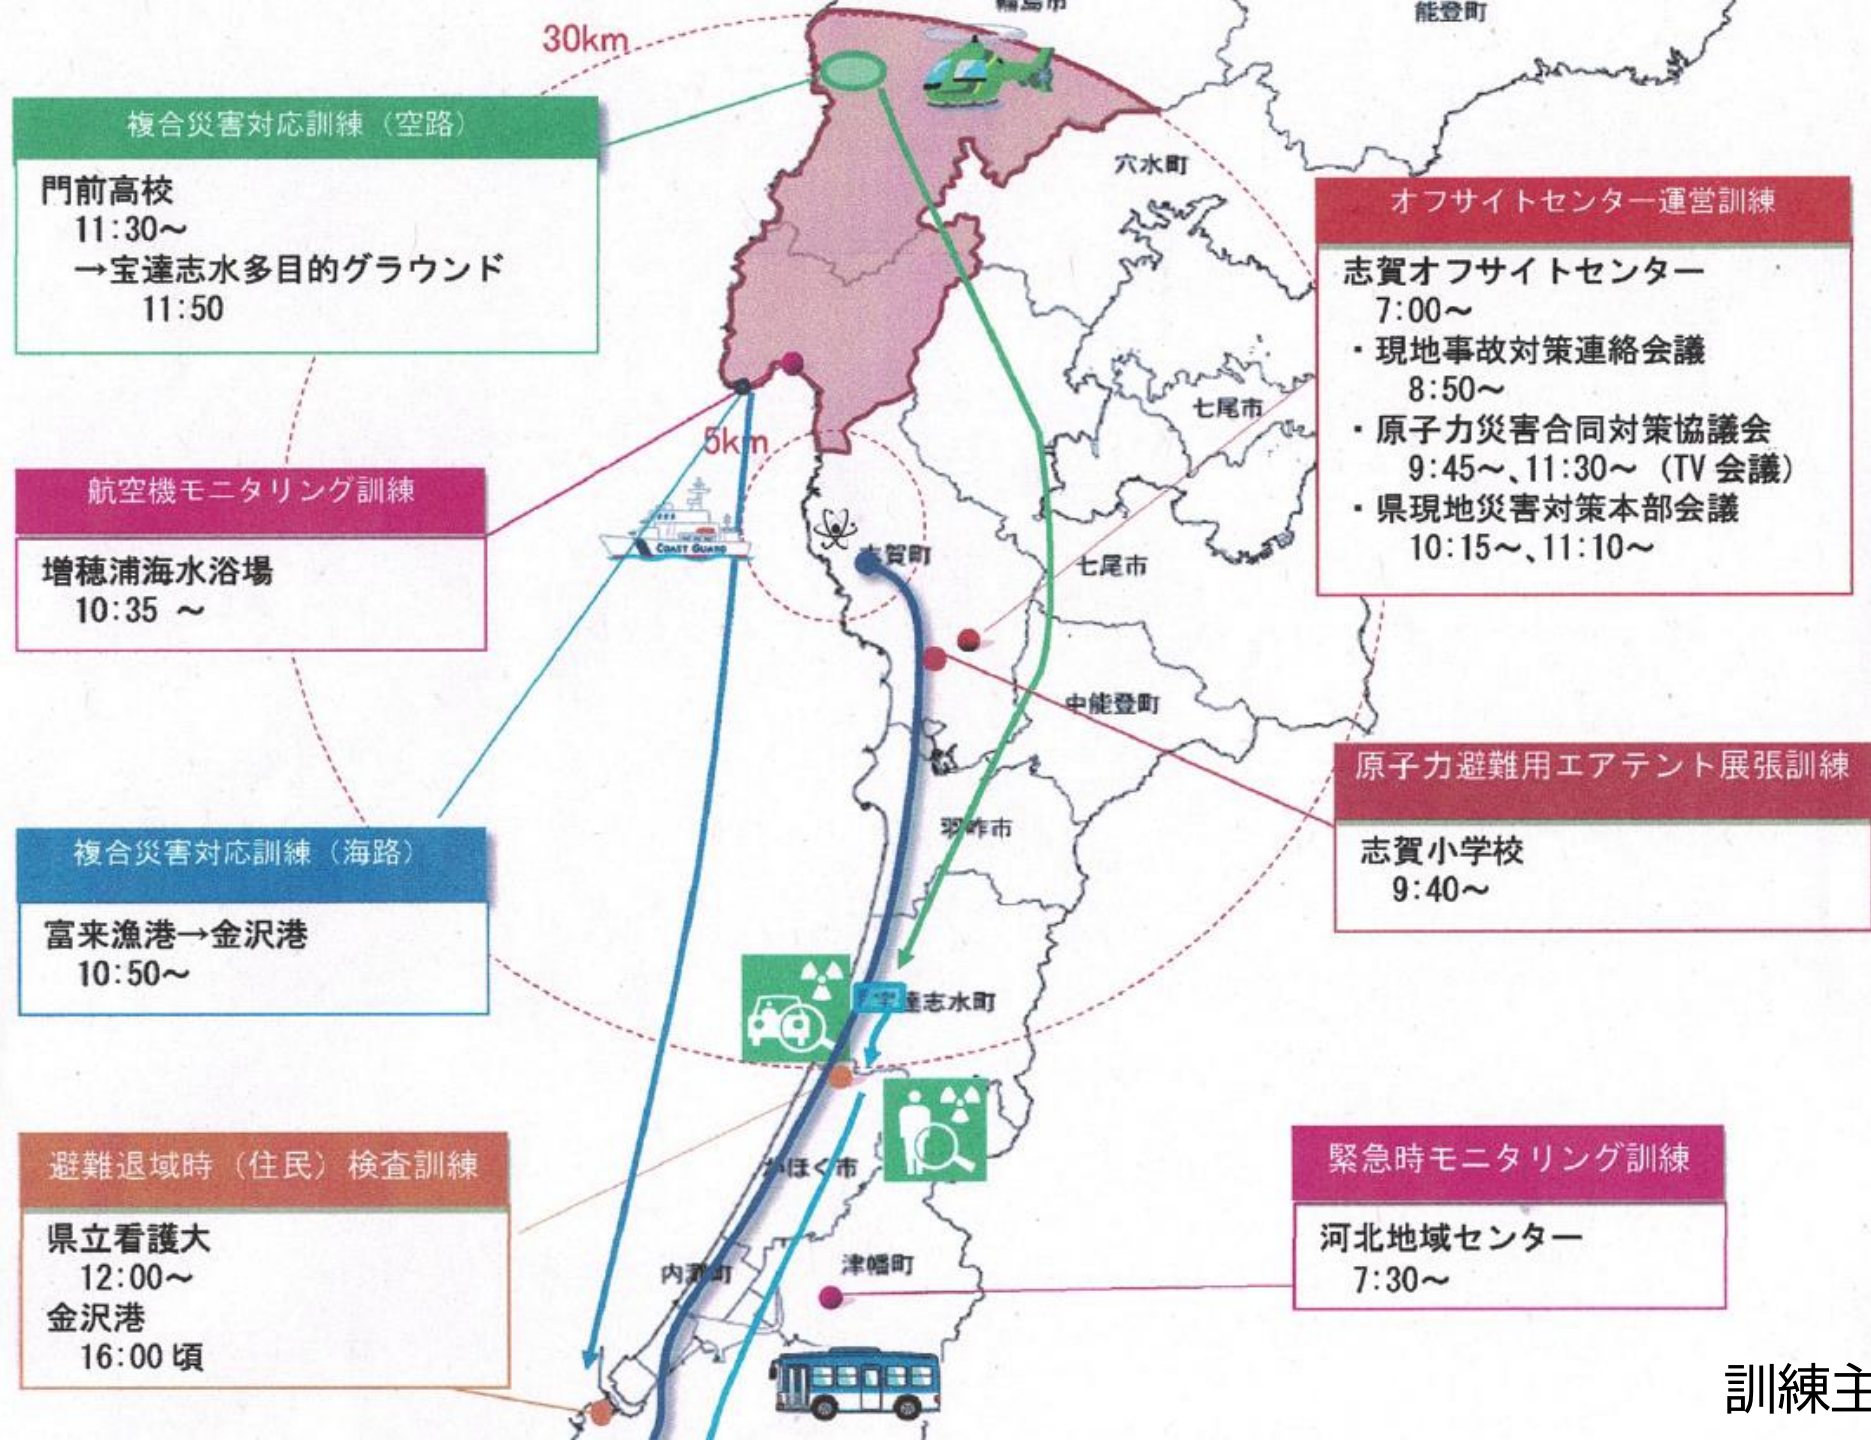 30km
輪島市
能登町
複合災害対応訓練（空路）
門前高校
11:30～
→宝達志水多目的グラウンド
11:50
穴水町
オフサイトセンター運営訓練
志賀オフサイトセンター
7:00～
・現地事故対策連絡会議
8:50～
・原子力災害合同対策協議会
9:45～、11:30～（TV会議）
・県現地災害対策本部会議
10:15～、11:10～
七尾市
5km
航空機モニタリング訓練
増穂浦海水浴場
10:35 ～
COAST GUARD
志賀町
七尾市
中能登町
原子力避難用エアテント展張訓練
志賀小学校
9:40～
羽咋市
複合災害対応訓練（海路）
富来漁港→金沢港
10:50～
宝達志水町
避難退域時（住民）検査訓練
県立看護大
12:00～
金沢港
16:00頃
かほく市
緊急時モニタリング訓練
河北地域センター
7:30～
内灘町
津幡町
訓練主